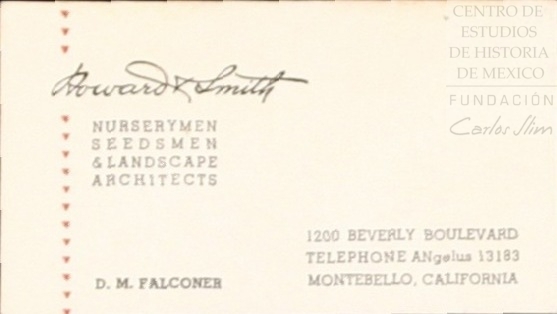 CENTRO DE
ESTUDIOS
DE HISTORIA
DE MEXICO
FUNDACIÓN
Carlos Slim
Howard & Smith
NURSERYMEN
SEEDSMEN
& LANDSCAPE
ARCHITECTS
1200 BEVERLY BOULEVARD
TELEPHONE ANgelus 13183
MONTEBELLO, CALIFORNIA
D. M. FALCONER